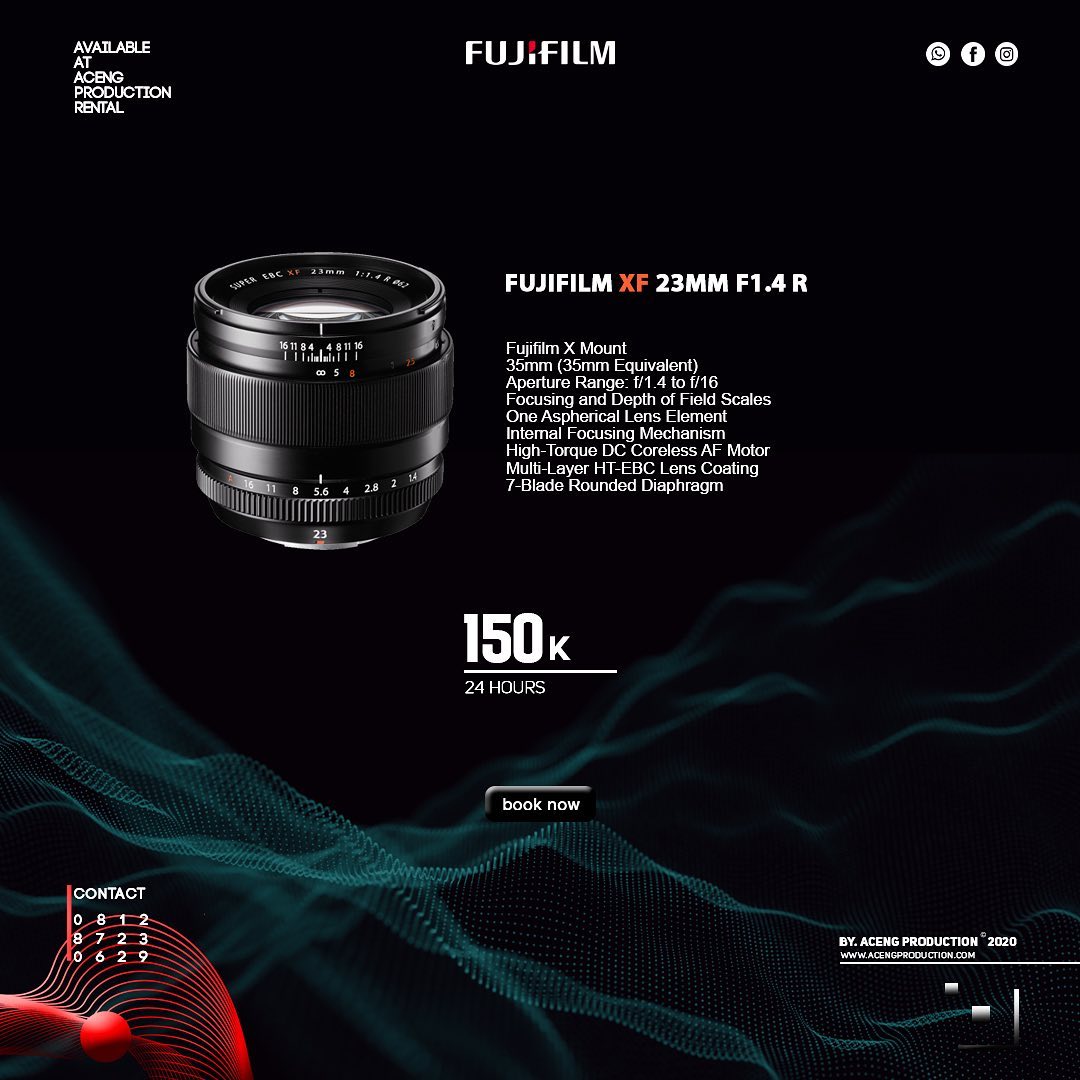 AVAILABLE
AT
ACENG
PRODUCTION
RENTAL
FUJIFILM
SUPER EBC XF 23mm 1:1.4 R Ø62
16 11 8 4 4 8 11 16
∞ 5 8 1 2.5
A 16 11 8 5.6 4 2.8 2 1.4
23
FUJIFILM XF 23MM F1.4 R
Fujifilm X Mount
35mm (35mm Equivalent)
Aperture Range: f/1.4 to f/16
Focusing and Depth of Field Scales
One Aspherical Lens Element
Internal Focusing Mechanism
High-Torque DC Coreless AF Motor
Multi-Layer HT-EBC Lens Coating
7-Blade Rounded Diaphragm
150 K
24 HOURS
book now
CONTACT
0 8 1 2
8 7 2 3
0 6 2 9
BY. ACENG PRODUCTION © 2020
WWW.ACENGPRODUCTION.COM